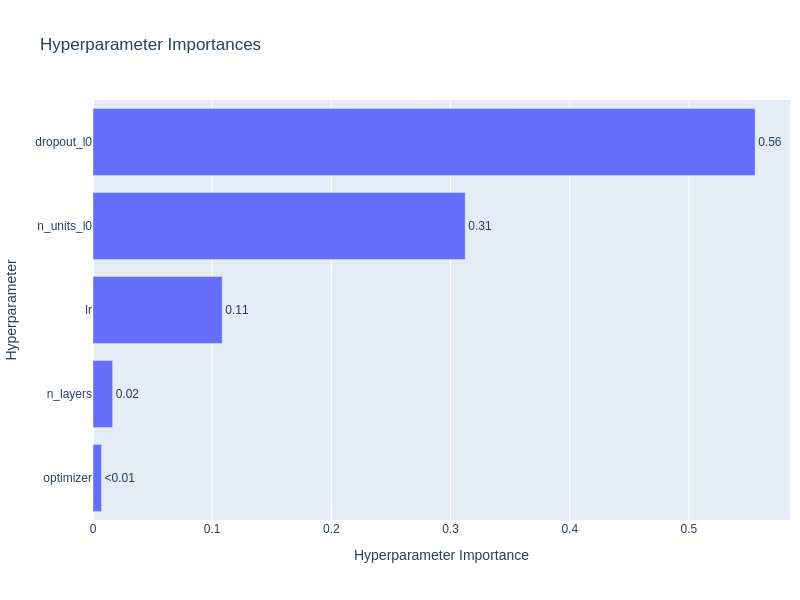 Hyperparameter Importances
dropout_l0
0.56
n_units_l0
0.31
lr
0.11
n_layers
0.02
optimizer
<0.01
0
0.1
0.2
0.3
0.4
0.5
Hyperparameter Importance
Hyperparameter